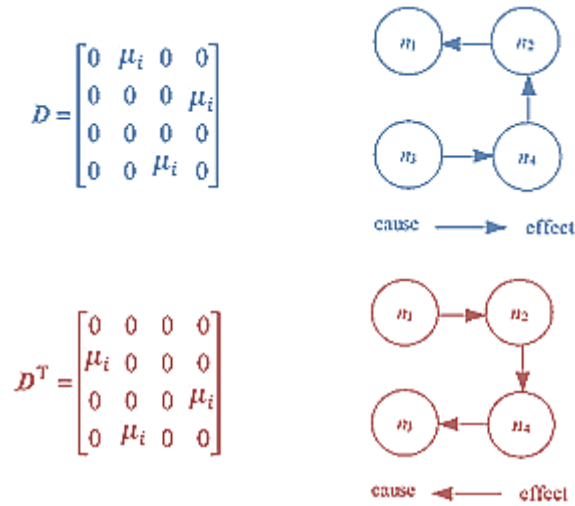 D = [0 μi 0 0
0 0 0 μi
0 0 0 0
0 0 μi 0]
n1 n2
n3 n4
cause effect
D^T = [0 0 0 0
μi 0 0 0
0 0 0 μi
0 μi 0 0]
n1 n2
n4
cause effect